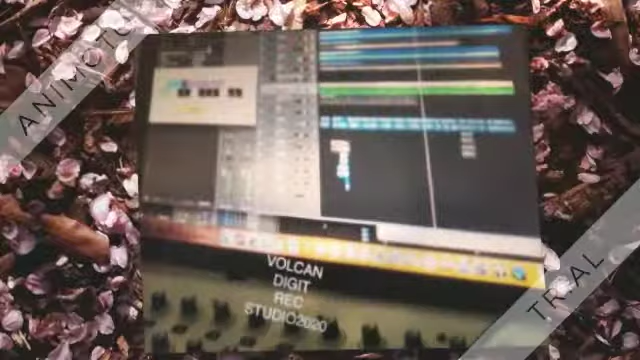 ANIMOTO
VOLCAN
DIGIT
REC
STUDIO2020
TRIAL